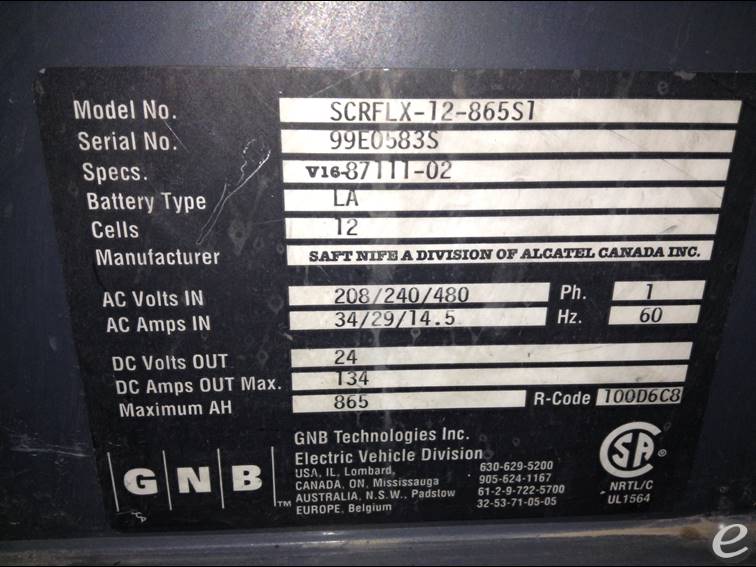 Model No. SCRFLX-12-865S1
Serial No. 99E0583S
Specs. V16-87111-02
Battery Type LA
Cells 12
Manufacturer SAFT NIFE A DIVISION OF ALCATEL CANADA INC.
AC Volts IN 208/240/480 Ph. 1
AC Amps IN 34/29/14.5 Hz. 60
DC Volts OUT 24
DC Amps OUT Max. 134
Maximum AH 865 R-Code 100D6C8
GNB Technologies Inc.
Electric Vehicle Division
USA, IL, Lombard, 630-629-5200
CANADA, ON, Mississauga 905-624-1167
AUSTRALIA, N.S.W., Padstow 61-2-9-722-5700
EUROPE, Belgium 32-53-71-05-05
GNB™
SA®
NRTL/C
UL1564
e